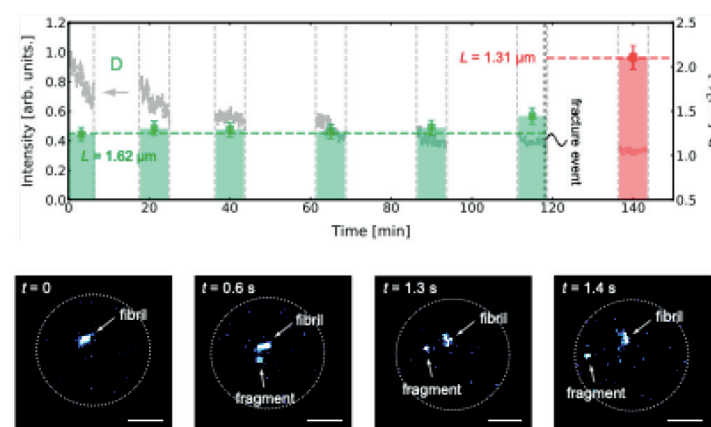 1.2
1.0
0.8
0.6
0.4
0.2
0.0
Intensity [arb. units.]
D
L = 1.62 μm
L = 1.31 μm
fracture event
2.5
2.0
1.5
1.0
0.5
0 20 40 60 80 100 120 140
Time [min]
t = 0
fibril
t = 0.6 s
fibril
fragment
t = 1.3 s
fibril
fragment
t = 1.4 s
fibril
fragment